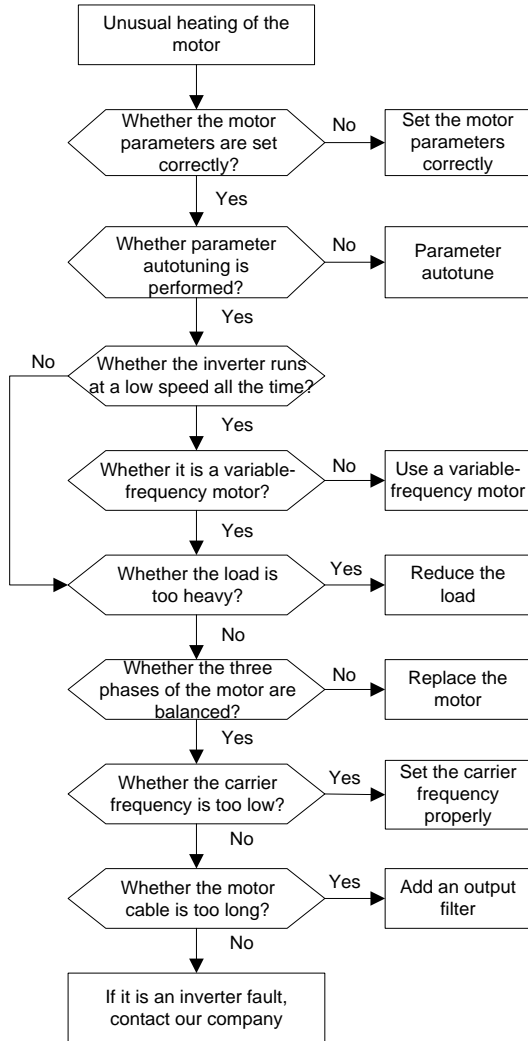 Unusual heating of the
motor
Whether the motor
parameters are set
correctly?
No
Set the motor
parameters
correctly
Yes
Whether parameter
autotuning is
performed?
No
Parameter
autotune
Yes
No
Whether the inverter runs
at a low speed all the time?
Yes
Whether it is a variable-
frequency motor?
No
Use a variable-
frequency motor
Yes
Whether the load is
too heavy?
Yes
Reduce the
load
No
Whether the three
phases of the motor are
balanced?
No
Replace the
motor
Yes
Whether the carrier
frequency is too low?
Yes
Set the carrier
frequency
properly
No
Whether the motor
cable is too long?
Yes
Add an output
filter
No
If it is an inverter fault,
contact our company